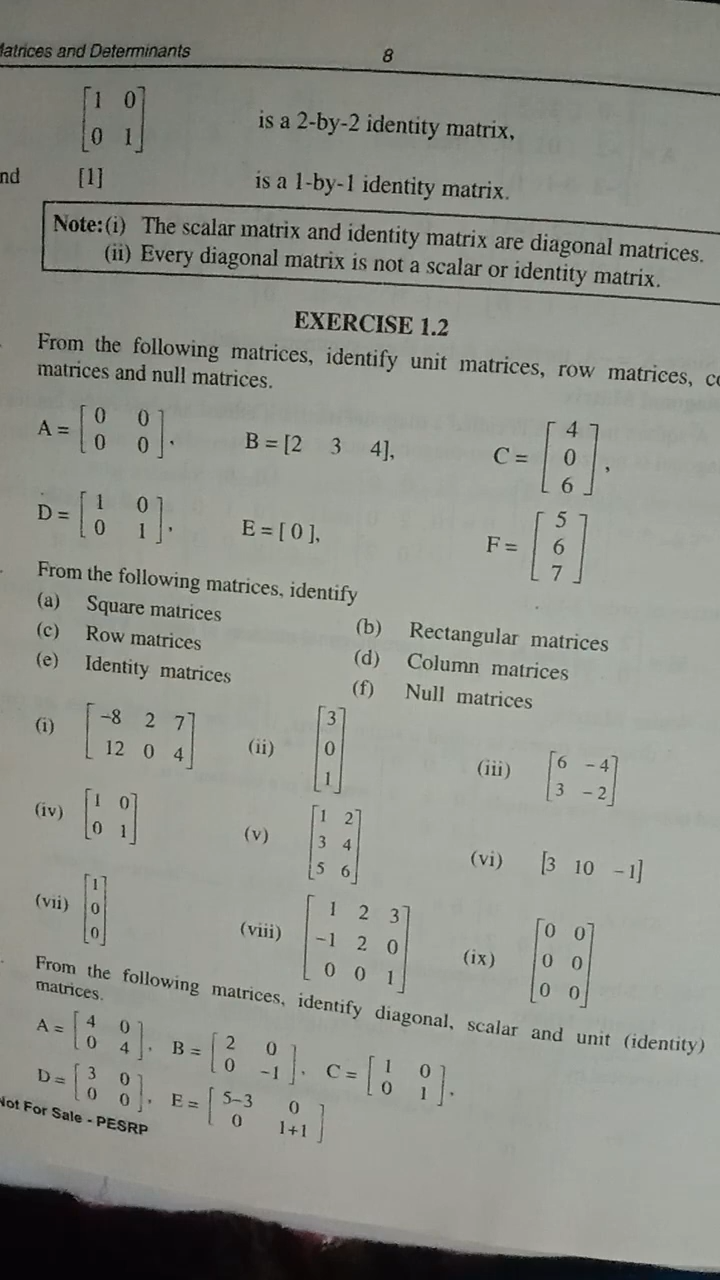 Matrices and Determinants 8
[1 0
0 1] is a 2-by-2 identity matrix,
nd [1] is a 1-by-1 identity matrix.
Note: (i) The scalar matrix and identity matrix are diagonal matrices.
(ii) Every diagonal matrix is not a scalar or identity matrix.
EXERCISE 1.2
From the following matrices, identify unit matrices, row matrices, co
matrices and null matrices.
A = [0 0
0 0], B = [2 3 4], C = [4
0
6],
D = [1 0
0 1], E = [0], F = [5
6
7]
From the following matrices, identify
(a) Square matrices (b) Rectangular matrices
(c) Row matrices (d) Column matrices
(e) Identity matrices (f) Null matrices
(i) [-8 2 7
12 0 4] (ii) [3
0
1] (iii) [6 -4
3 -2]
(iv) [1 0
0 1] (v) [1 2
3 4
5 6] (vi) [3 10 -1]
(vii) [1
0
0] (viii) [1 2 3
-1 2 0
0 0 1] (ix) [0 0
0 0
0 0]
From the following matrices, identify diagonal, scalar and unit (identity)
matrices.
A = [4 0
0 4], B = [2 0
0 -1], C = [1 0
0 1].
D = [3 0
0 0], E = [5-3 0
0 1+1]
Not For Sale - PESRP